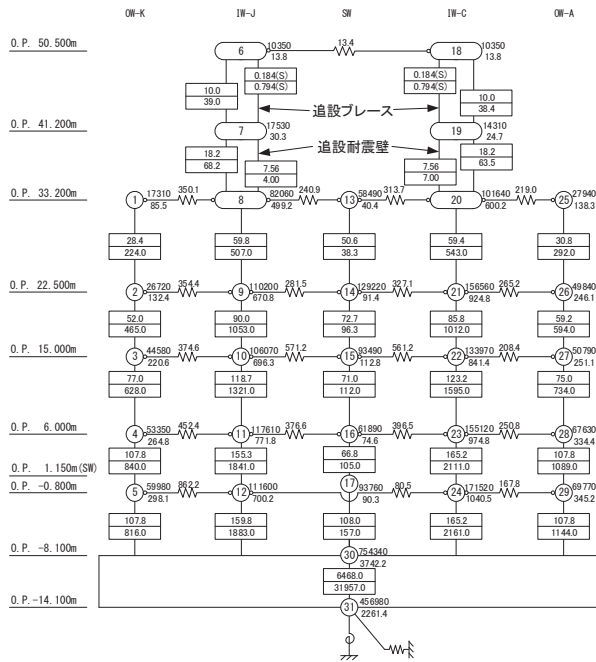 OW-K IW-J SW IW-C OW-A
O.P. 50.500m 6 10350 13.4 18 10350
13.8 13.8
0.184(S) 0.184(S)
10.0 0.794(S) 0.794(S) 10.0
39.0 追設ブレース 38.4
O.P. 41.200m 7 17530 19 14310
30.3 24.7
18.2 追設耐震壁 18.2
68.2 7.56 7.56 63.5
4.00 7.00
O.P. 33.200m 1 17310 350.1 8 82060 240.9 13 58490 313.7 20 101640 219.0 25 27940
85.5 499.2 40.4 600.2 138.3
28.4 59.8 50.6 59.4 30.8
224.0 507.0 38.3 543.0 292.0
O.P. 22.500m 2 26720 354.4 9 110200 281.5 14 129220 327.1 21 156560 265.2 26 49840
132.4 670.8 91.4 924.8 246.1
52.0 90.0 72.7 85.8 59.2
465.0 1053.0 96.3 1012.0 594.0
O.P. 15.000m 3 44580 374.6 10 106070 571.2 15 93490 561.2 22 133970 208.4 27 50790
220.6 696.3 112.8 841.4 251.1
77.0 118.7 71.0 123.2 75.0
628.0 1321.0 112.0 1595.0 734.0
O.P. 6.000m 4 53350 452.4 11 117610 376.6 16 61890 396.5 23 155120 250.8 28 67630
264.8 771.8 74.6 974.8 334.4
107.8 155.3 66.8 165.2 107.8
840.0 1841.0 105.0 2111.0 1089.0
O.P. 1.150m(SW)
O.P. -0.800m 5 59980 862.2 12 111600 17 93760 80.5 24 171520 167.8 29 69770
298.1 700.2 90.3 1040.5 345.2
107.8 159.8 108.0 165.2 107.8
816.0 1883.0 157.0 2161.0 1144.0
O.P. -8.100m 30 754340
3742.2
6468.0
31957.0
O.P.-14.100m 31 456980
2261.4